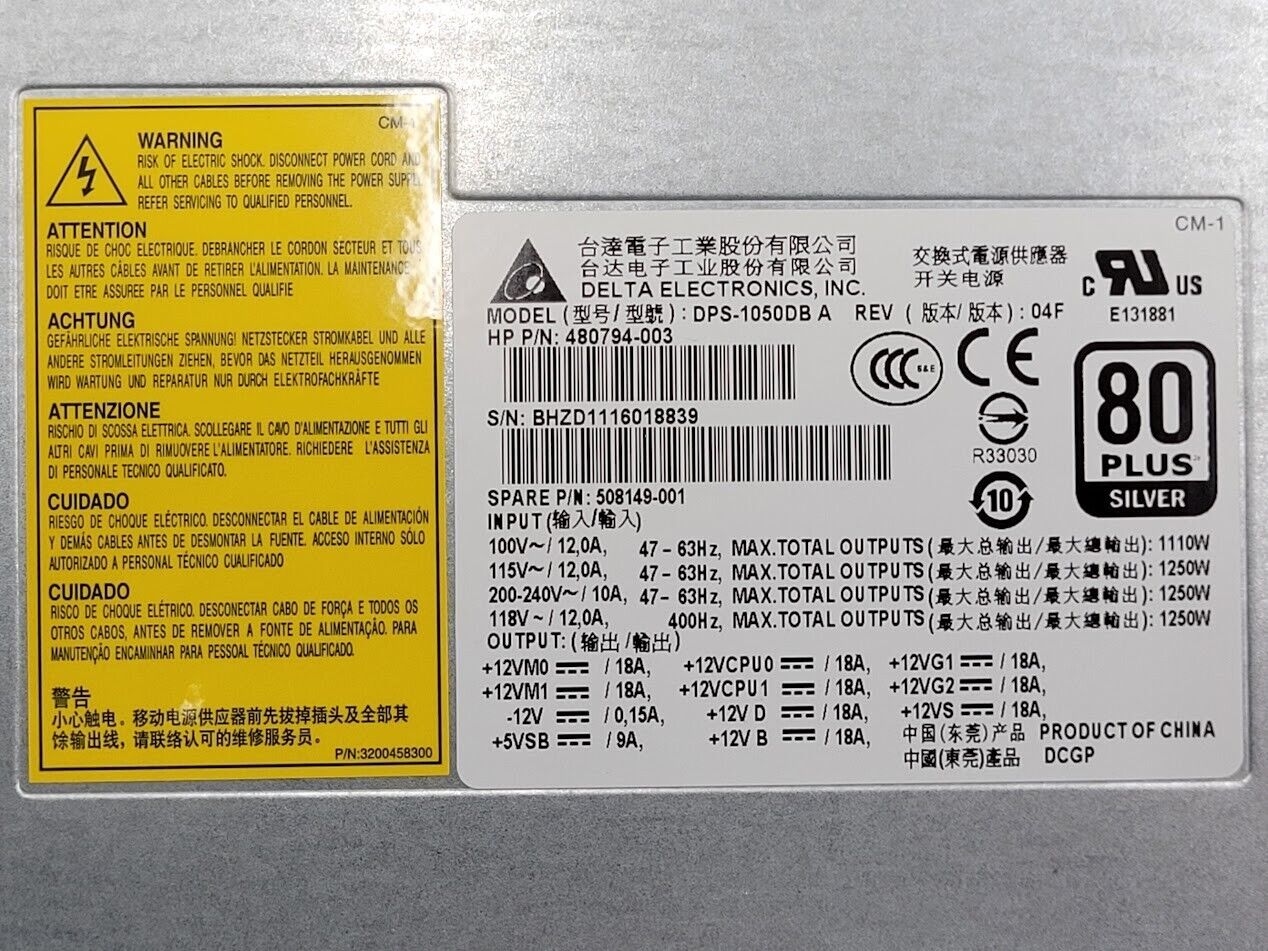 CM-1
WARNING
RISK OF ELECTRIC SHOCK. DISCONNECT POWER CORD AND
ALL OTHER CABLES BEFORE REMOVING THE POWER SUPPL
REFER SERVICING TO QUALIFIED PERSONNEL.
ATTENTION
RISQUE DE CHOC ELECTRIQUE. DEBRANCHER LE CORDON SECTEUR ET TOUS
LES AUTRES CÂBLES AVANT DE RETIRER L'ALIMENTATION. LA MAINTENANCE
DOIT ETRE ASSUREE PAR LE PERSONNEL QUALIFIE
ACHTUNG
GEFÄHRLICHE ELEKTRISCHE SPANNUNG! NETZSTECKER STROMKABEL UND ALLE
ANDERE STROMLEITUNGEN ZIEHEN, BEVOR DAS NETZTEIL HERAUSGENOMMEN
WIRD WARTUNG UND REPARATUR NUR DURCH ELEKTROFACHKRÄFTE
ATTENZIONE
RISCHIO DI SCOSSA ELETTRICA. SCOLLEGARE IL CAVO D'ALIMENTAZIONE E TUTTI GLI
ALTRI CAVI PRIMA DI RIMUOVERE L'ALIMENTATORE. RICHIEDERE L'ASSISTENZA
DI PERSONALE TECNICO QUALIFICATO.
CUIDADO
RIESGO DE CHOQUE ELÉCTRICO. DESCONECTAR EL CABLE DE ALIMENTACIÓN
Y DEMÁS CABLES ANTES DE DESMONTAR LA FUENTE. ACCESO INTERNO SÓLO
AUTORIZADO A PERSONAL TÉCNICO CUALIFICADO
CUIDADO
RISCO DE CHOQUE ELÉTRICO. DESCONECTAR CABO DE FORÇA E TODOS OS
OTROS CABOS, ANTES DE REMOVER A FONTE DE ALIMENTAÇÃO. PARA
MANUTENÇÃO ENCAMINHAR PARA PESSOAL TÉCNICO QUALIFICADO.
警告
小心触电。移动电源供应器前先拔掉插头及全部其
馀输出线，请联络认可的维修服务员。
P/N:3200458300
CM-1
台達電子工業股份有限公司
台达电子工业股份有限公司
DELTA ELECTRONICS, INC.
交換式電源供應器
开关电源
C RU US
E131881
MODEL (型号/型號) : DPS-1050DB A REV ( 版本/版本) : 04F
HP P/N: 480794-003
CCC S&E CE
S/N: BHZD1116018839
R33030
10
80
PLUS
SILVER
SPARE P/N: 508149-001
INPUT (输入/輸入)
100V～/ 12,0A, 47 - 63Hz, MAX.TOTAL OUTPUTS (最大总输出/最大總輸出): 1110W
115V～/ 12,0A, 47 - 63Hz, MAX.TOTAL OUTPUTS (最大总输出/最大總輸出): 1250W
200-240V～/ 10A, 47 - 63Hz, MAX.TOTAL OUTPUTS (最大总输出/最大總輸出): 1250W
118V ～/ 12,0A, 400Hz, MAX.TOTAL OUTPUTS (最大总输出/最大總輸出): 1250W
OUTPUT: (输出 /輸出)
+12VM0 / 18A, +12VCPU0 / 18A, +12VG1 / 18A,
+12VM1 / 18A, +12VCPU1 / 18A, +12VG2 / 18A,
-12V / 0,15A, +12V D / 18A, +12VS / 18A,
+5VSB / 9A, +12V B / 18A,
中国(东莞)产品 PRODUCT OF CHINA
中國(東莞)產品 DCGP